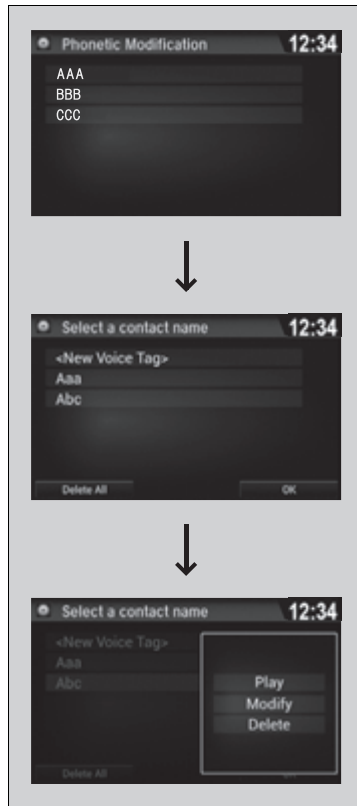 Phonetic Modification 12:34
AAA
BBB
CCC
Select a contact name 12:34
<New Voice Tag>
Aaa
Abc
Delete All OK
Select a contact name 12:34
<New Voice Tag>
Aaa
Abc
Play
Modify
Delete
Delete All